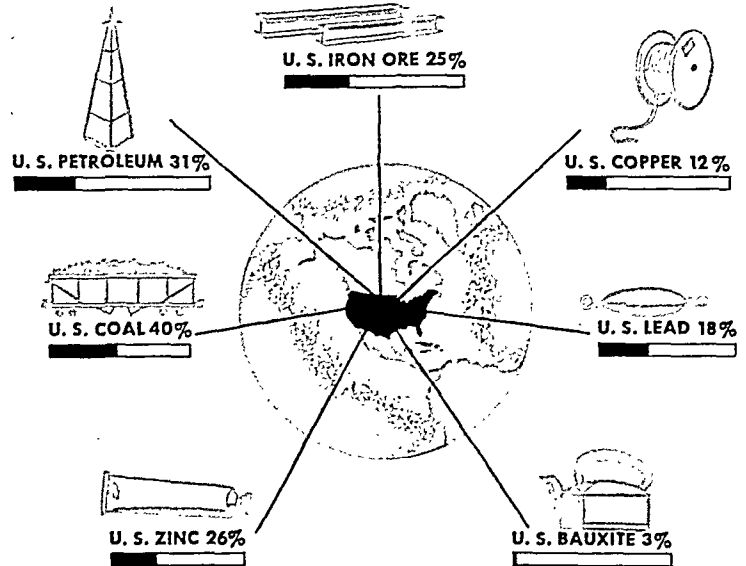 U. S. IRON ORE 25%
U. S. PETROLEUM 31%
U. S. COPPER 12%
U. S. COAL 40%
U. S. LEAD 18%
U. S. ZINC 26%
U. S. BAUXITE 3%